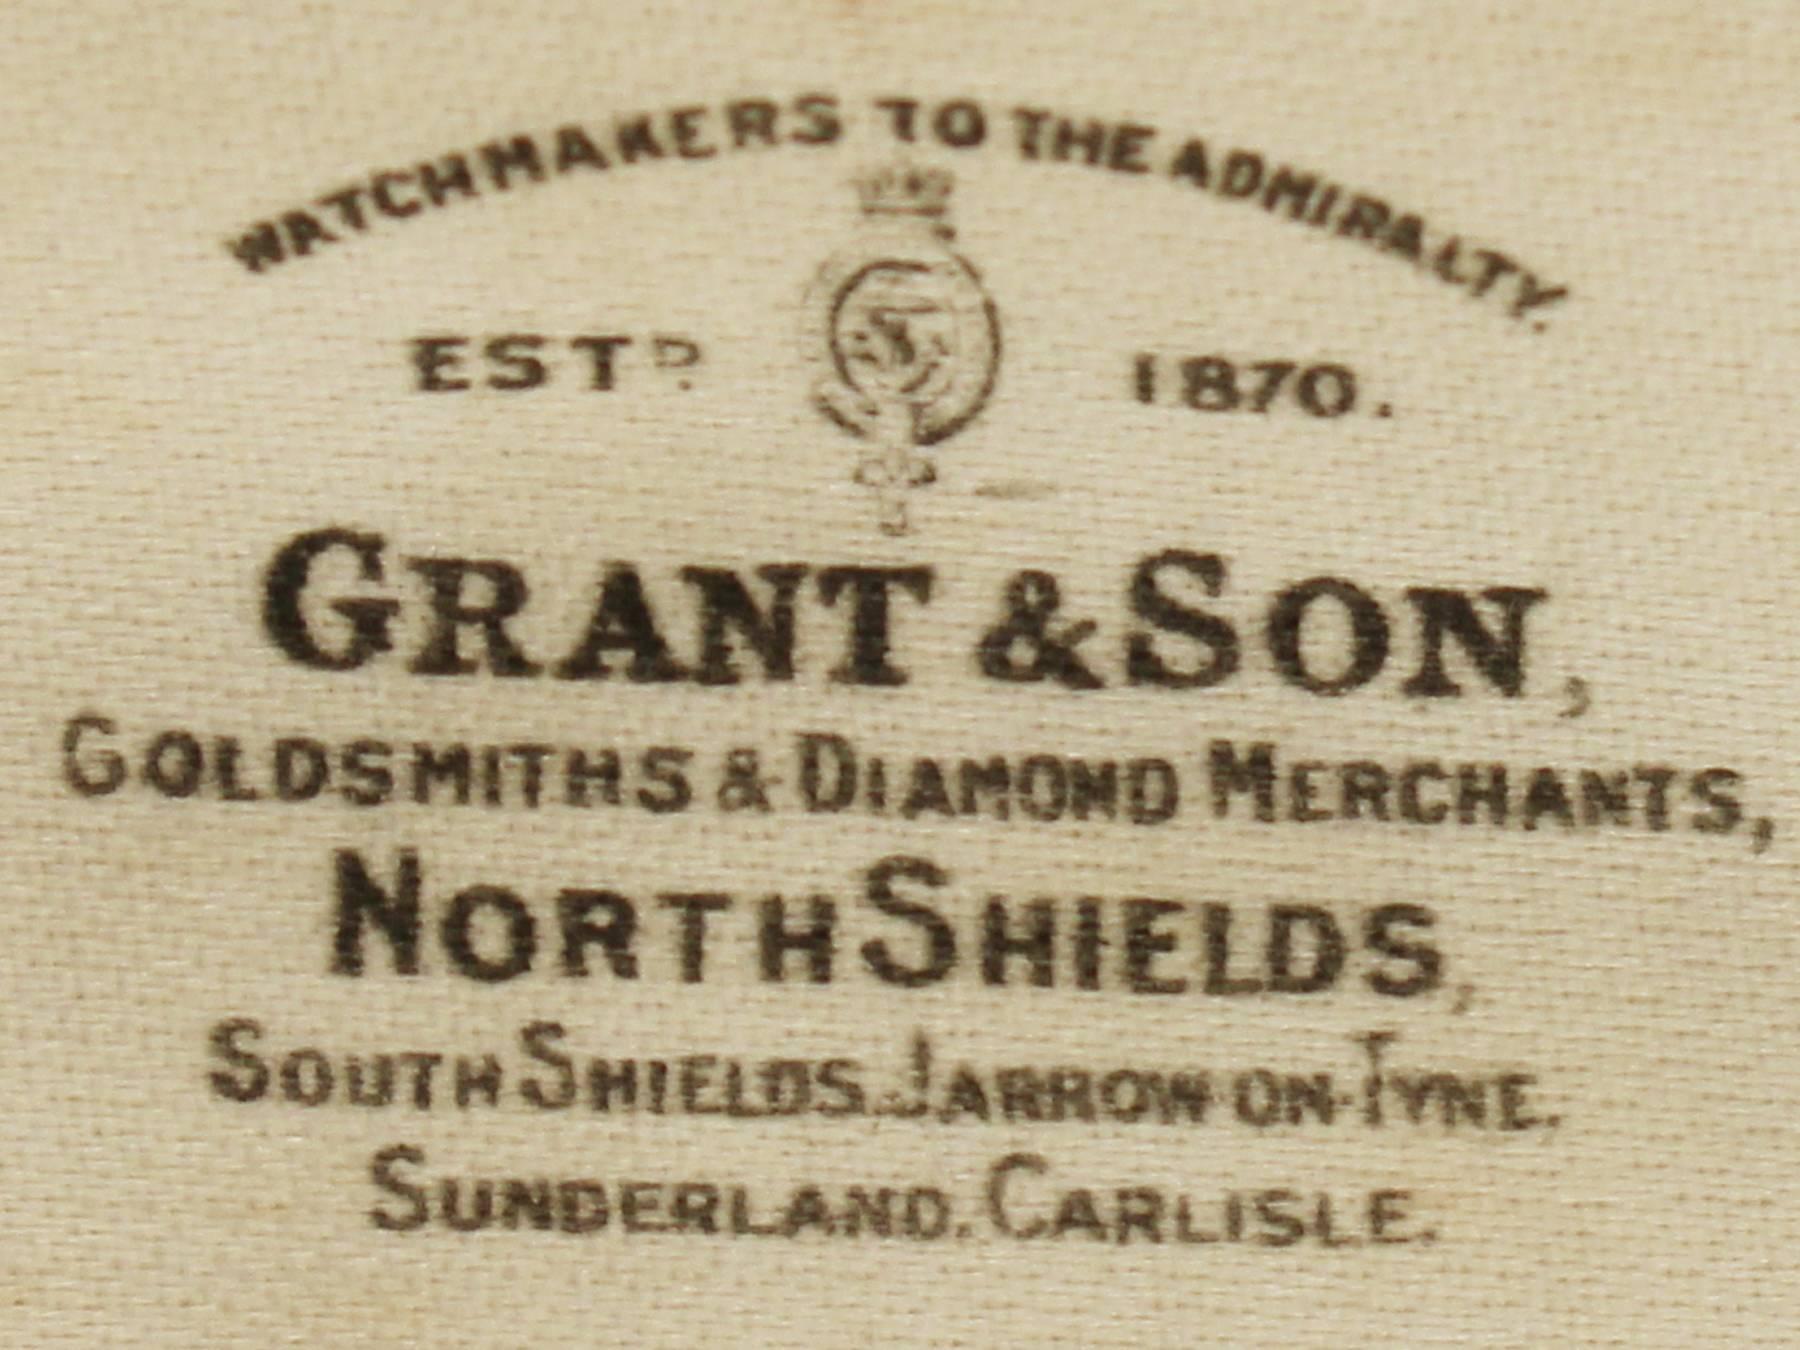 WATCHMAKERS TO THE ADMIRALTY.
ESTD. 1870.
GRANT & SON,
GOLDSMITHS & DIAMOND MERCHANTS,
NORTH SHIELDS,
SOUTH SHIELDS. JARROW-ON-TYNE.
SUNDERLAND. CARLISLE.